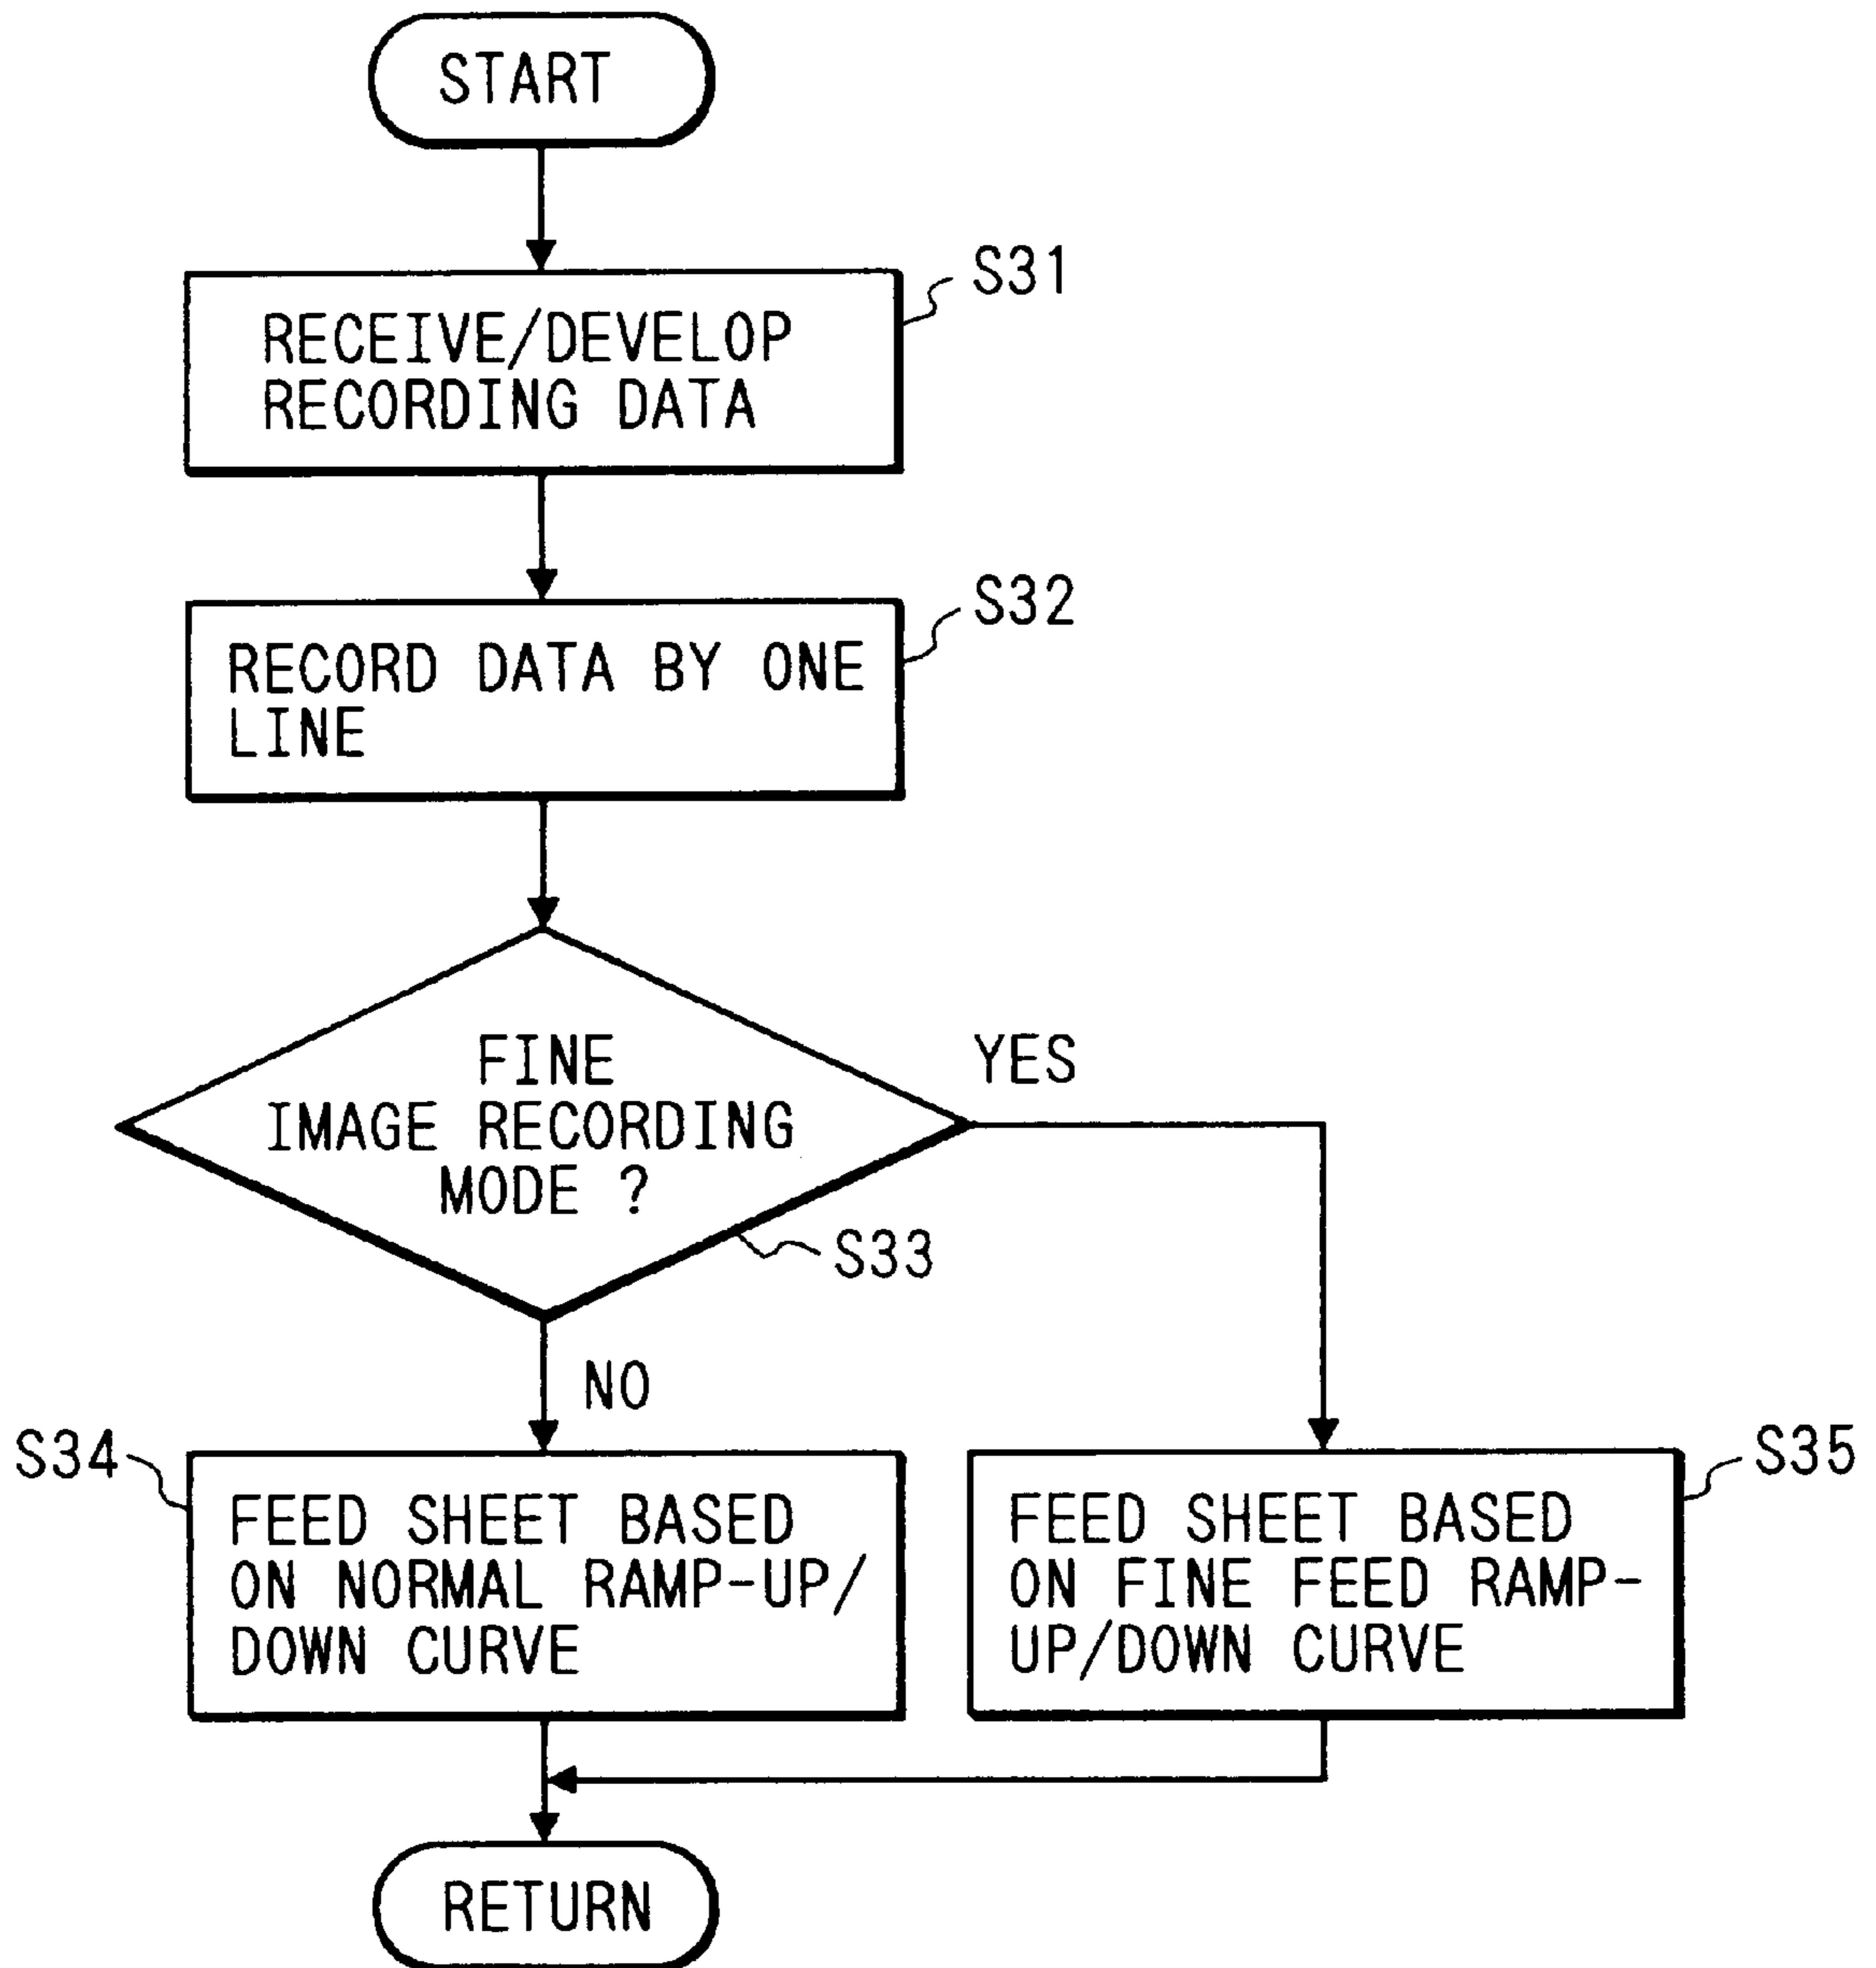 START
S31
RECEIVE/DEVELOP
RECORDING DATA
S32
RECORD DATA BY ONE
LINE
FINE
IMAGE RECORDING
MODE ?
YES
S33
NO
S34
FEED SHEET BASED
ON NORMAL RAMP-UP/
DOWN CURVE
S35
FEED SHEET BASED
ON FINE FEED RAMP-
UP/DOWN CURVE
RETURN